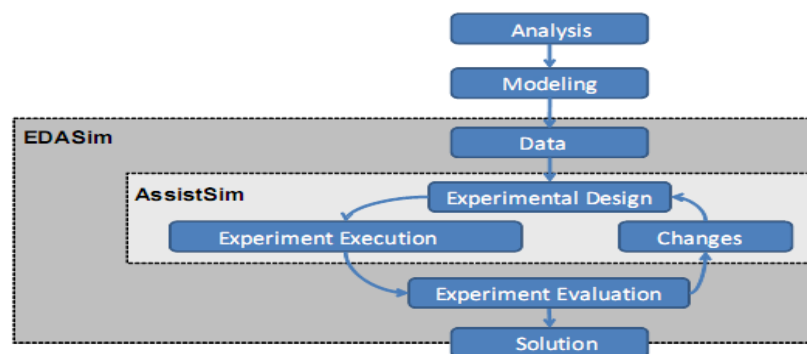 Analysis
Modeling
EDASim
Data
AssistSim
Experimental Design
Experiment Execution
Changes
Experiment Evaluation
Solution